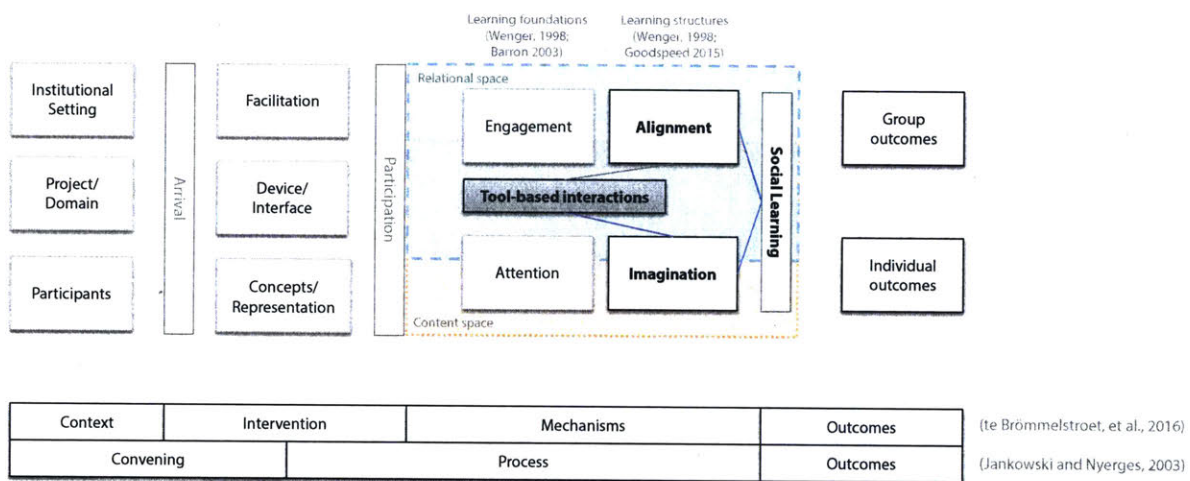 Learning foundations
(Wenger, 1998;
Barron 2003)
Learning structures
(Wenger, 1998;
Goodspeed 2015)
Relational space
Institutional
Setting
Project/
Domain
Participants
Arrival
Facilitation
Device/
Interface
Concepts/
Representation
Participation
Engagement
Alignment
Tool-based interactions
Attention
Imagination
Content space
Social Learning
Group
outcomes
Individual
outcomes
Context Intervention Mechanisms Outcomes (te Brömmelstroet, et al., 2016)
Convening Process Outcomes (Jankowski and Nyerges, 2003)